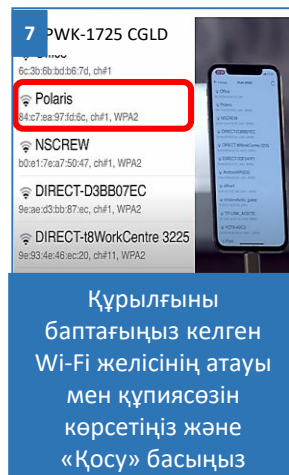 7 PWK-1725 CGLD
6c:3b:6b:bd:b6:7d, ch#1
Polaris
84:c7:ea:97:fd:6c, ch#1, WPA2
NSCREW
b0:e1:7e:a7:50:47, ch#1, WPA2
DIRECT-D3BB07EC
9e:ae:d3:bb:87:ec, ch#1, WPA2
DIRECT-t8WorkCentre 3225
9e:93:4e:46:ec:20, ch#11, WPA2
Құрылғыны
баптағыңыз келген
Wi-Fi желісінің атауы
мен құпиясөзін
көрсетіңіз және
«Қосу» басыңыз